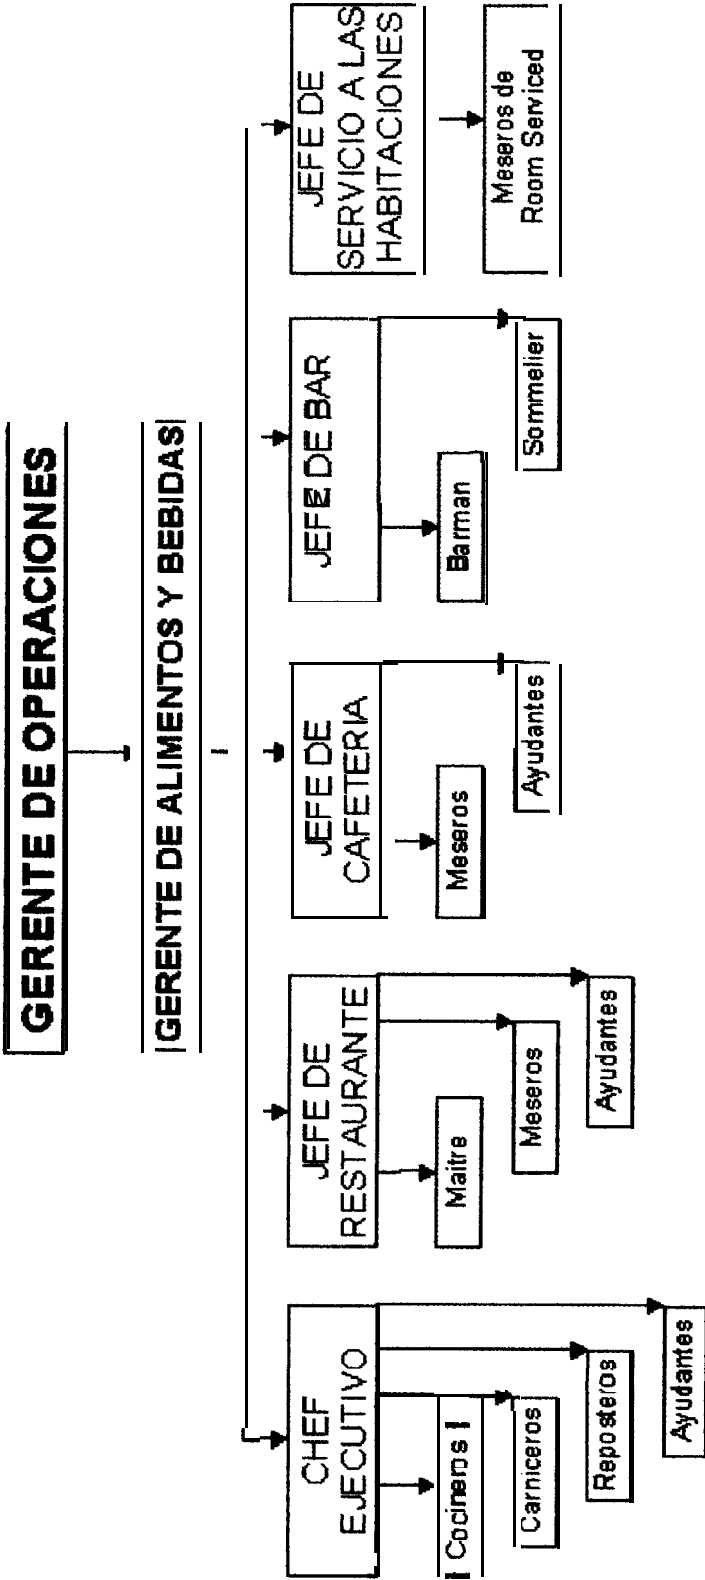 GERENTE DE OPERACIONES
GERENTE DE ALIMENTOS Y BEBIDAS
CHEF
EJECUTIVO
Cocineros
Carniceros
Reposteros
Ayudantes
JEFE DE
RESTAURANTE
Maitre
Meseros
Ayudantes
JEFE DE
CAFETERIA
Meseros
Ayudantes
JEFE DE BAR
Barman
Sommelier
JEFE DE
SERVICIO A LAS
HABITACIONES
Meseros de
Room Serviced